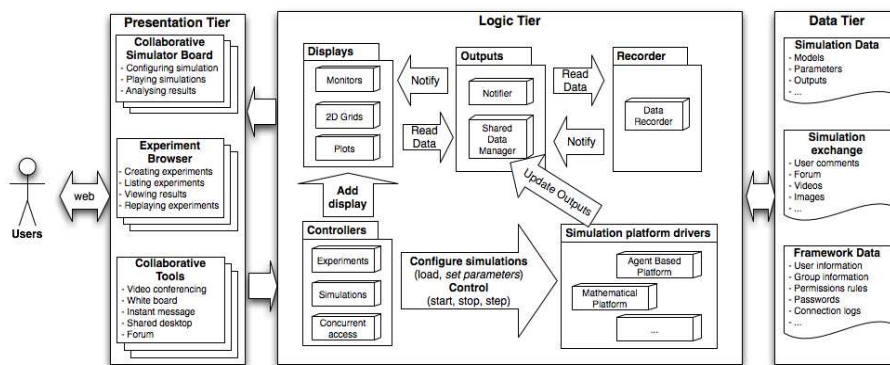 Presentation Tier
Collaborative
Simulator Board
- Configuring simulation
- Playing simulations
- Analysing results
Experiment
Browser
- Creating experiments
- Listing experiments
- Viewing results
- Replaying experiments
Collaborative
Tools
- Video conferencing
- White board
- Instant message
- Shared desktop
- Forum
Users
web
Logic Tier
Displays
Monitors
2D Grids
Plots
Notify
Read
Data
Outputs
Notifier
Shared
Data
Manager
Read
Data
Notify
Recorder
Data
Recorder
Add
display
Update Outputs
Controllers
Experiments
Simulations
Concurrent
access
Configure simulations
(load, set parameters)
Control
(start, stop, step)
Simulation platform drivers
Agent Based
Platform
Mathematical
Platform
...
Data Tier
Simulation Data
- Models
- Parameters
- Outputs
- ...
Simulation
exchange
- User comments
- Forum
- Videos
- Images
- ...
Framework Data
- User information
- Group information
- Permissions rules
- Passwords
- Connection logs
- ...